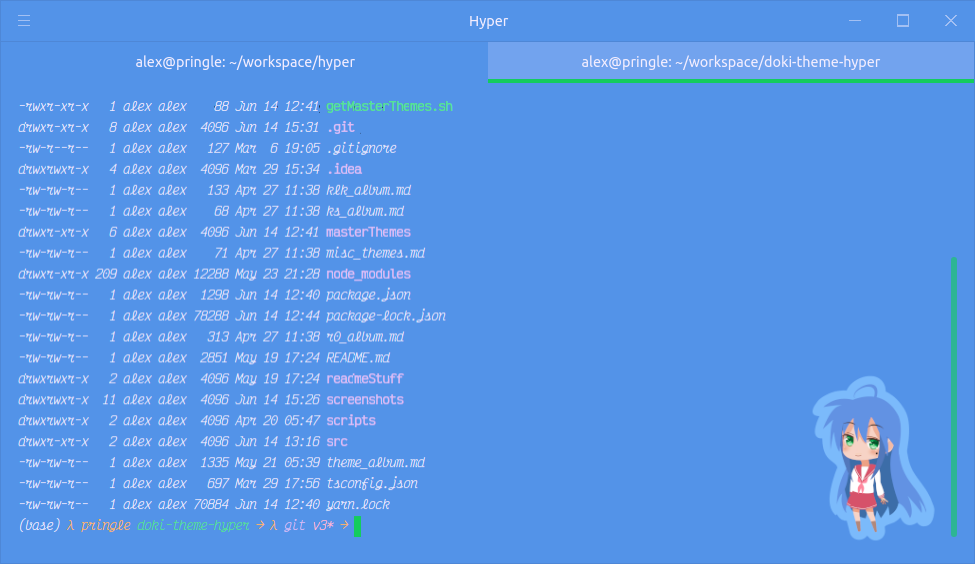 Hyper
alex@pringle: ~/workspace/hyper
alex@pringle: ~/workspace/doki-theme-hyper
-rwxr-xr-x   1 alex alex    88 Jun 14 12:41 getMasterThemes.sh
drwxr-xr-x   8 alex alex  4096 Jun 14 15:31 .git
-rw-r--r--   1 alex alex   127 Mar  6 19:05 .gitignore
drwxrwxr-x   4 alex alex  4096 Mar 29 15:34 .idea
-rw-rw-r--   1 alex alex   133 Apr 27 11:38 klk_album.md
-rw-rw-r--   1 alex alex    68 Apr 27 11:38 ks_album.md
drwxrwxr-x   6 alex alex  4096 Jun 14 12:41 masterThemes
-rw-rw-r--   1 alex alex    71 Apr 27 11:38 misc_themes.md
drwxr-xr-x 209 alex alex 12288 May 23 21:28 node_modules
-rw-rw-r--   1 alex alex  1298 Jun 14 12:40 package.json
-rw-rw-r--   1 alex alex 78288 Jun 14 12:44 package-lock.json
-rw-rw-r--   1 alex alex   313 Apr 27 11:38 r0_album.md
-rw-rw-r--   1 alex alex  2851 May 19 17:24 README.md
drwxrwxr-x   2 alex alex  4096 May 19 17:24 readmeStuff
drwxrwxr-x  11 alex alex  4096 Jun 14 15:26 screenshots
drwxrwxr-x   2 alex alex  4096 Apr 20 05:47 scripts
drwxr-xr-x   2 alex alex  4096 Jun 14 13:16 src
-rw-rw-r--   1 alex alex  1335 May 21 05:39 theme_album.md
-rw-rw-r--   1 alex alex   697 Mar 29 17:56 tsconfig.json
-rw-rw-r--   1 alex alex 70884 Jun 14 12:40 yarn.lock
(base) λ pringle doki-theme-hyper → λ git v3* →